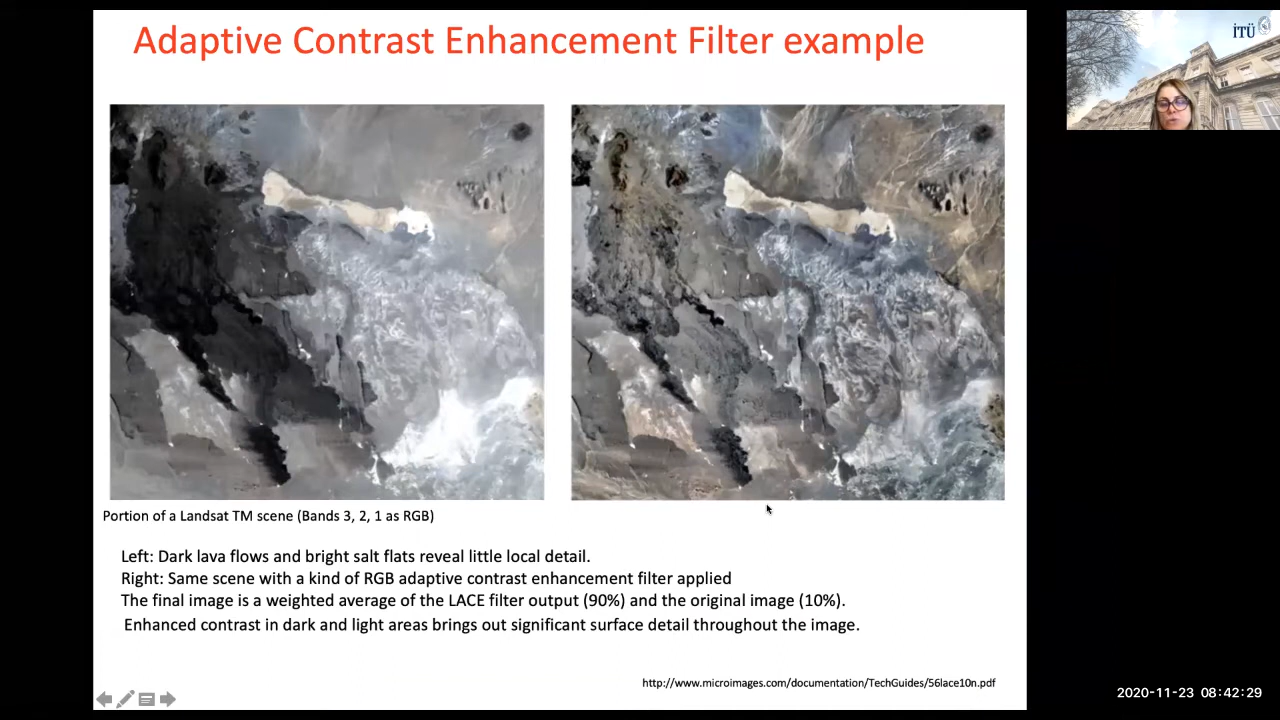 Adaptive Contrast Enhancement Filter example
İTÜ
Portion of a Landsat TM scene (Bands 3, 2, 1 as RGB)
Left: Dark lava flows and bright salt flats reveal little local detail.
Right: Same scene with a kind of RGB adaptive contrast enhancement filter applied
The final image is a weighted average of the LACE filter output (90%) and the original image (10%).
Enhanced contrast in dark and light areas brings out significant surface detail throughout the image.
http://www.microimages.com/documentation/TechGuides/56lace10n.pdf
2020-11-23 08:42:29